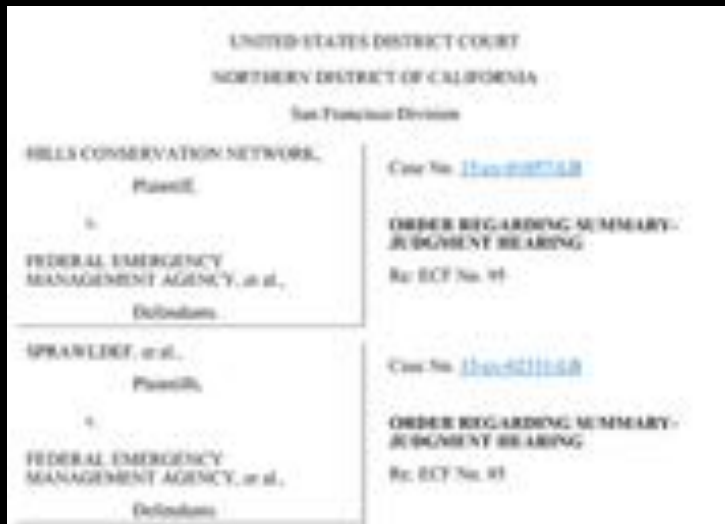 UNITED STATES DISTRICT COURT
NORTHERN DISTRICT OF CALIFORNIA
San Francisco Division
HILLS CONSERVATION NETWORK,
Plaintiff,
v.
FEDERAL EMERGENCY
MANAGEMENT AGENCY, et al.,
Defendants.
Case No.
ORDER REGARDING SUMMARY-
JUDGMENT HEARING
Re: ECF No. 95
SPRAWLDEF, et al.,
Plaintiffs,
v.
FEDERAL EMERGENCY
MANAGEMENT AGENCY, et al.,
Defendants.
Case No.
ORDER REGARDING SUMMARY-
JUDGMENT HEARING
Re: ECF No.